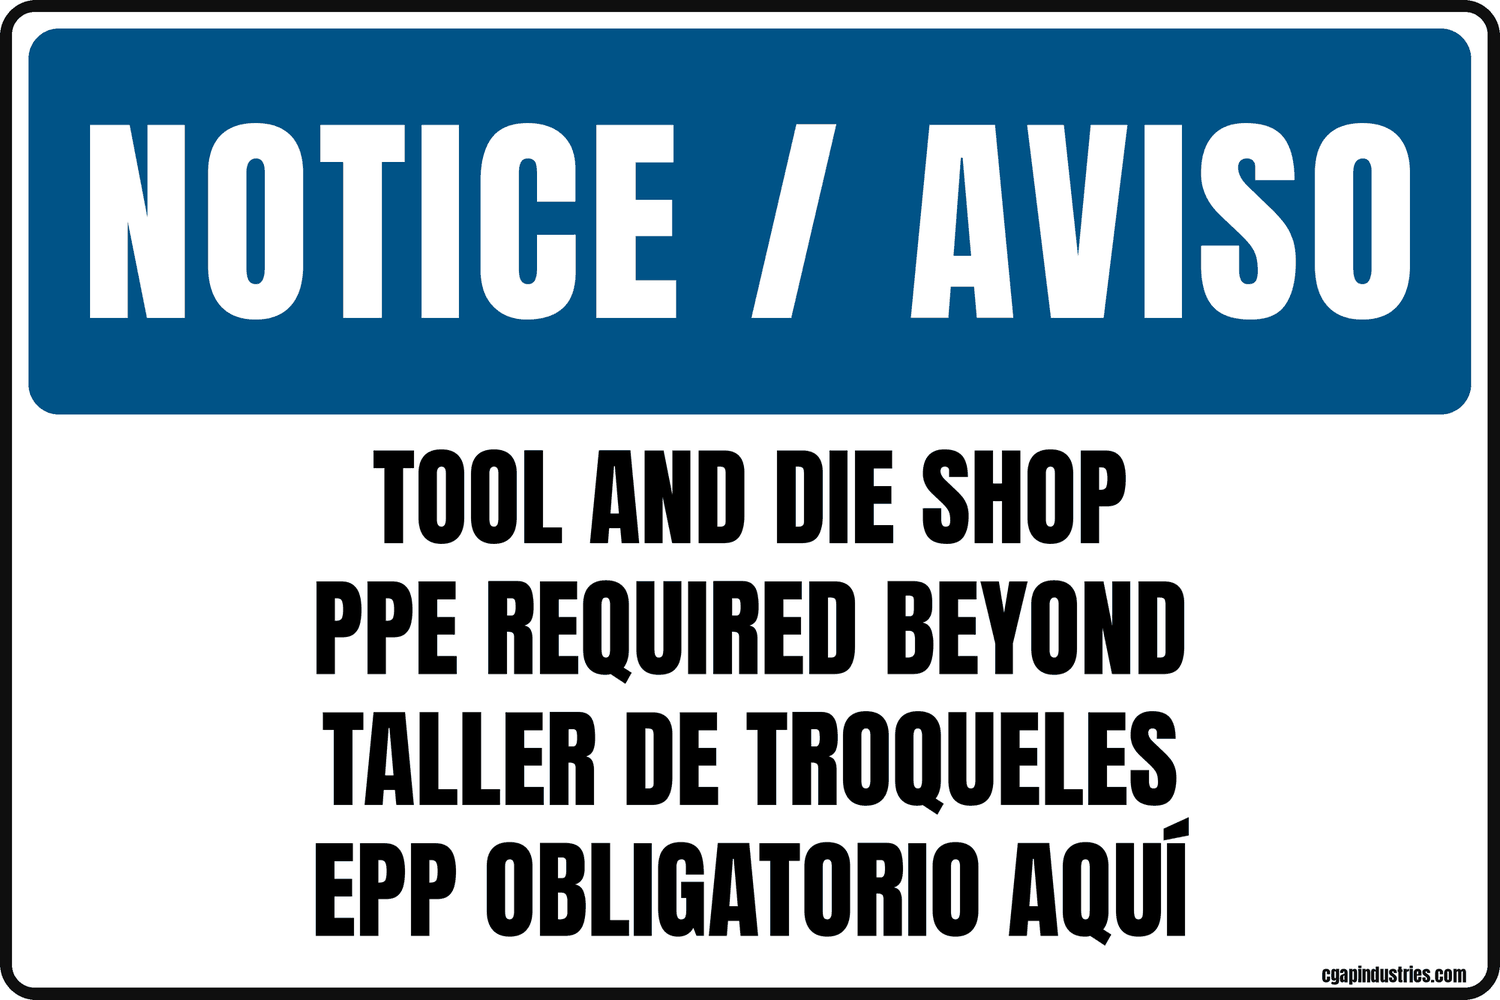 NOTICE / AVISO
TOOL AND DIE SHOP
PPE REQUIRED BEYOND
TALLER DE TROQUELES
EPP OBLIGATORIO AQUÍ
cgapindustries.com